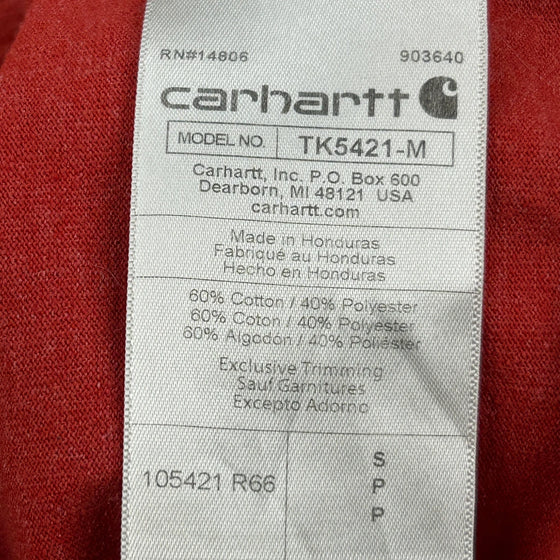 RN#14806 903640
carhartt
MODEL NO. TK5421-M
Carhartt, Inc. P.O. Box 600
Dearborn, MI 48121 USA
carhartt.com
Made in Honduras
Fabriqué au Honduras
Hecho en Honduras
60% Cotton / 40% Polyester
60% Coton / 40% Polyester
60% Algodon / 40% Poliéster
Exclusive Trimming
Sauf Garnitures
Excepto Adorno
105421 R66
S
P
P